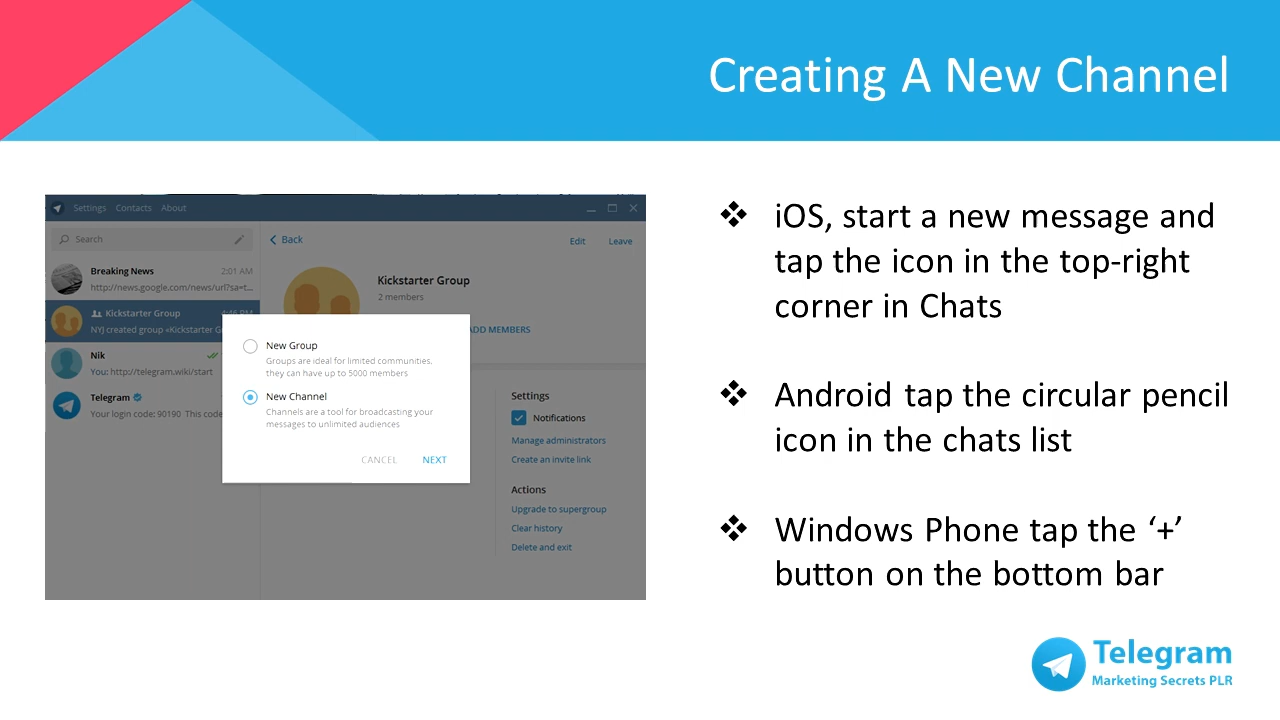 Creating A New Channel
Settings Contacts About
Search
Back
Edit Leave
Breaking News 2:01 AM
http://news.google.com/news/url?sa=t...
Kickstarter Group 4:46 PM
NYJ created group «Kickstarter G
Nik
You: http://telegram.wiki/start
Telegram
Your login code: 90190 This code
Kickstarter Group
2 members
ADD MEMBERS
New Group
Groups are ideal for limited communities,
they can have up to 5000 members
New Channel
Channels are a tool for broadcasting your
messages to unlimited audiences
CANCEL NEXT
Settings
Notifications
Manage administrators
Create an invite link
Actions
Upgrade to supergroup
Clear history
Delete and exit
❖ iOS, start a new message and
tap the icon in the top-right
corner in Chats
❖ Android tap the circular pencil
icon in the chats list
❖ Windows Phone tap the ‘+’
button on the bottom bar
Telegram
Marketing Secrets PLR